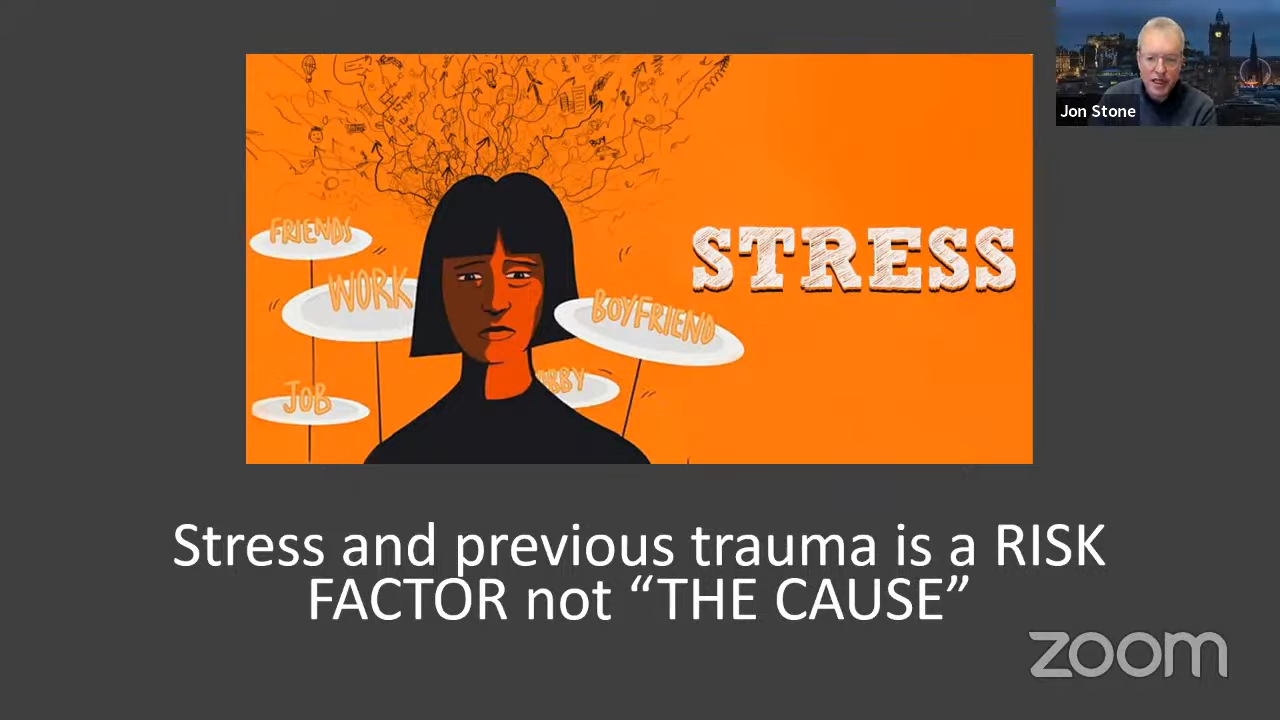 Jon Stone
FRIENDS
WORK
STRESS
BOYFRIEND
JOB
Stress and previous trauma is a RISK
FACTOR not “THE CAUSE”
zoom